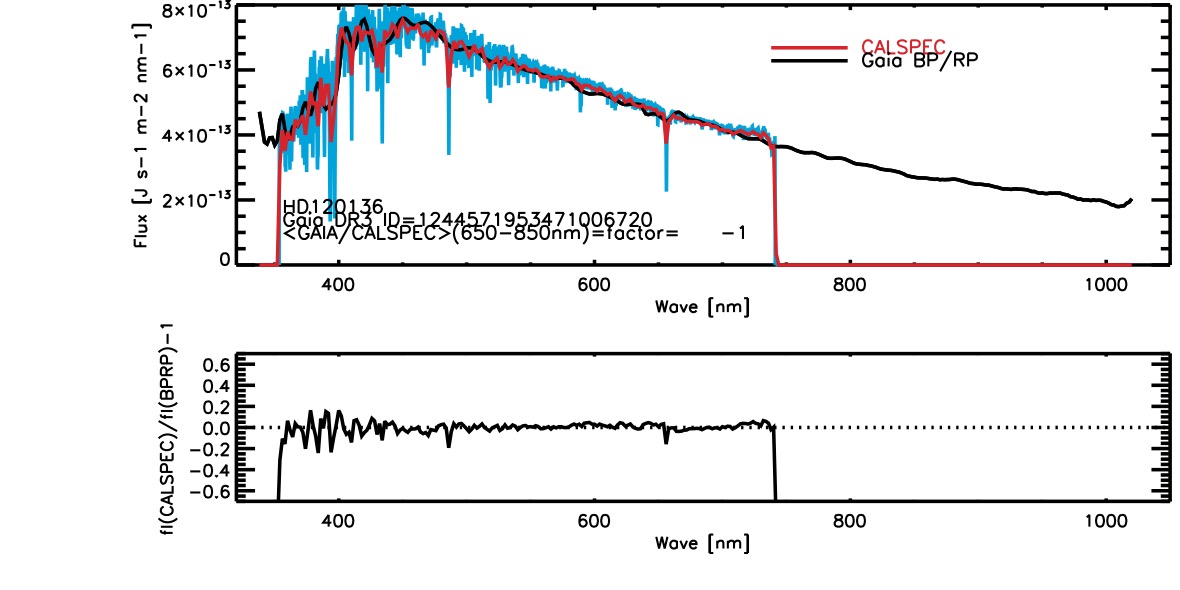 8×10−13
6×10−13
4×10−13
2×10−13
0
Flux [J s−1 m−2 nm−1]
CALSPEC
Gaia BP/RP
HD120136
Gaia DR3 ID=1244571953471006720
<GAIA/CALSPEC>(650−850nm)=factor= −1
400 600 800 1000
Wave [nm]
fl(CALSPEC)/fl(BPRP)−1
0.6
0.4
0.2
0.0
−0.2
−0.4
−0.6
400 600 800 1000
Wave [nm]